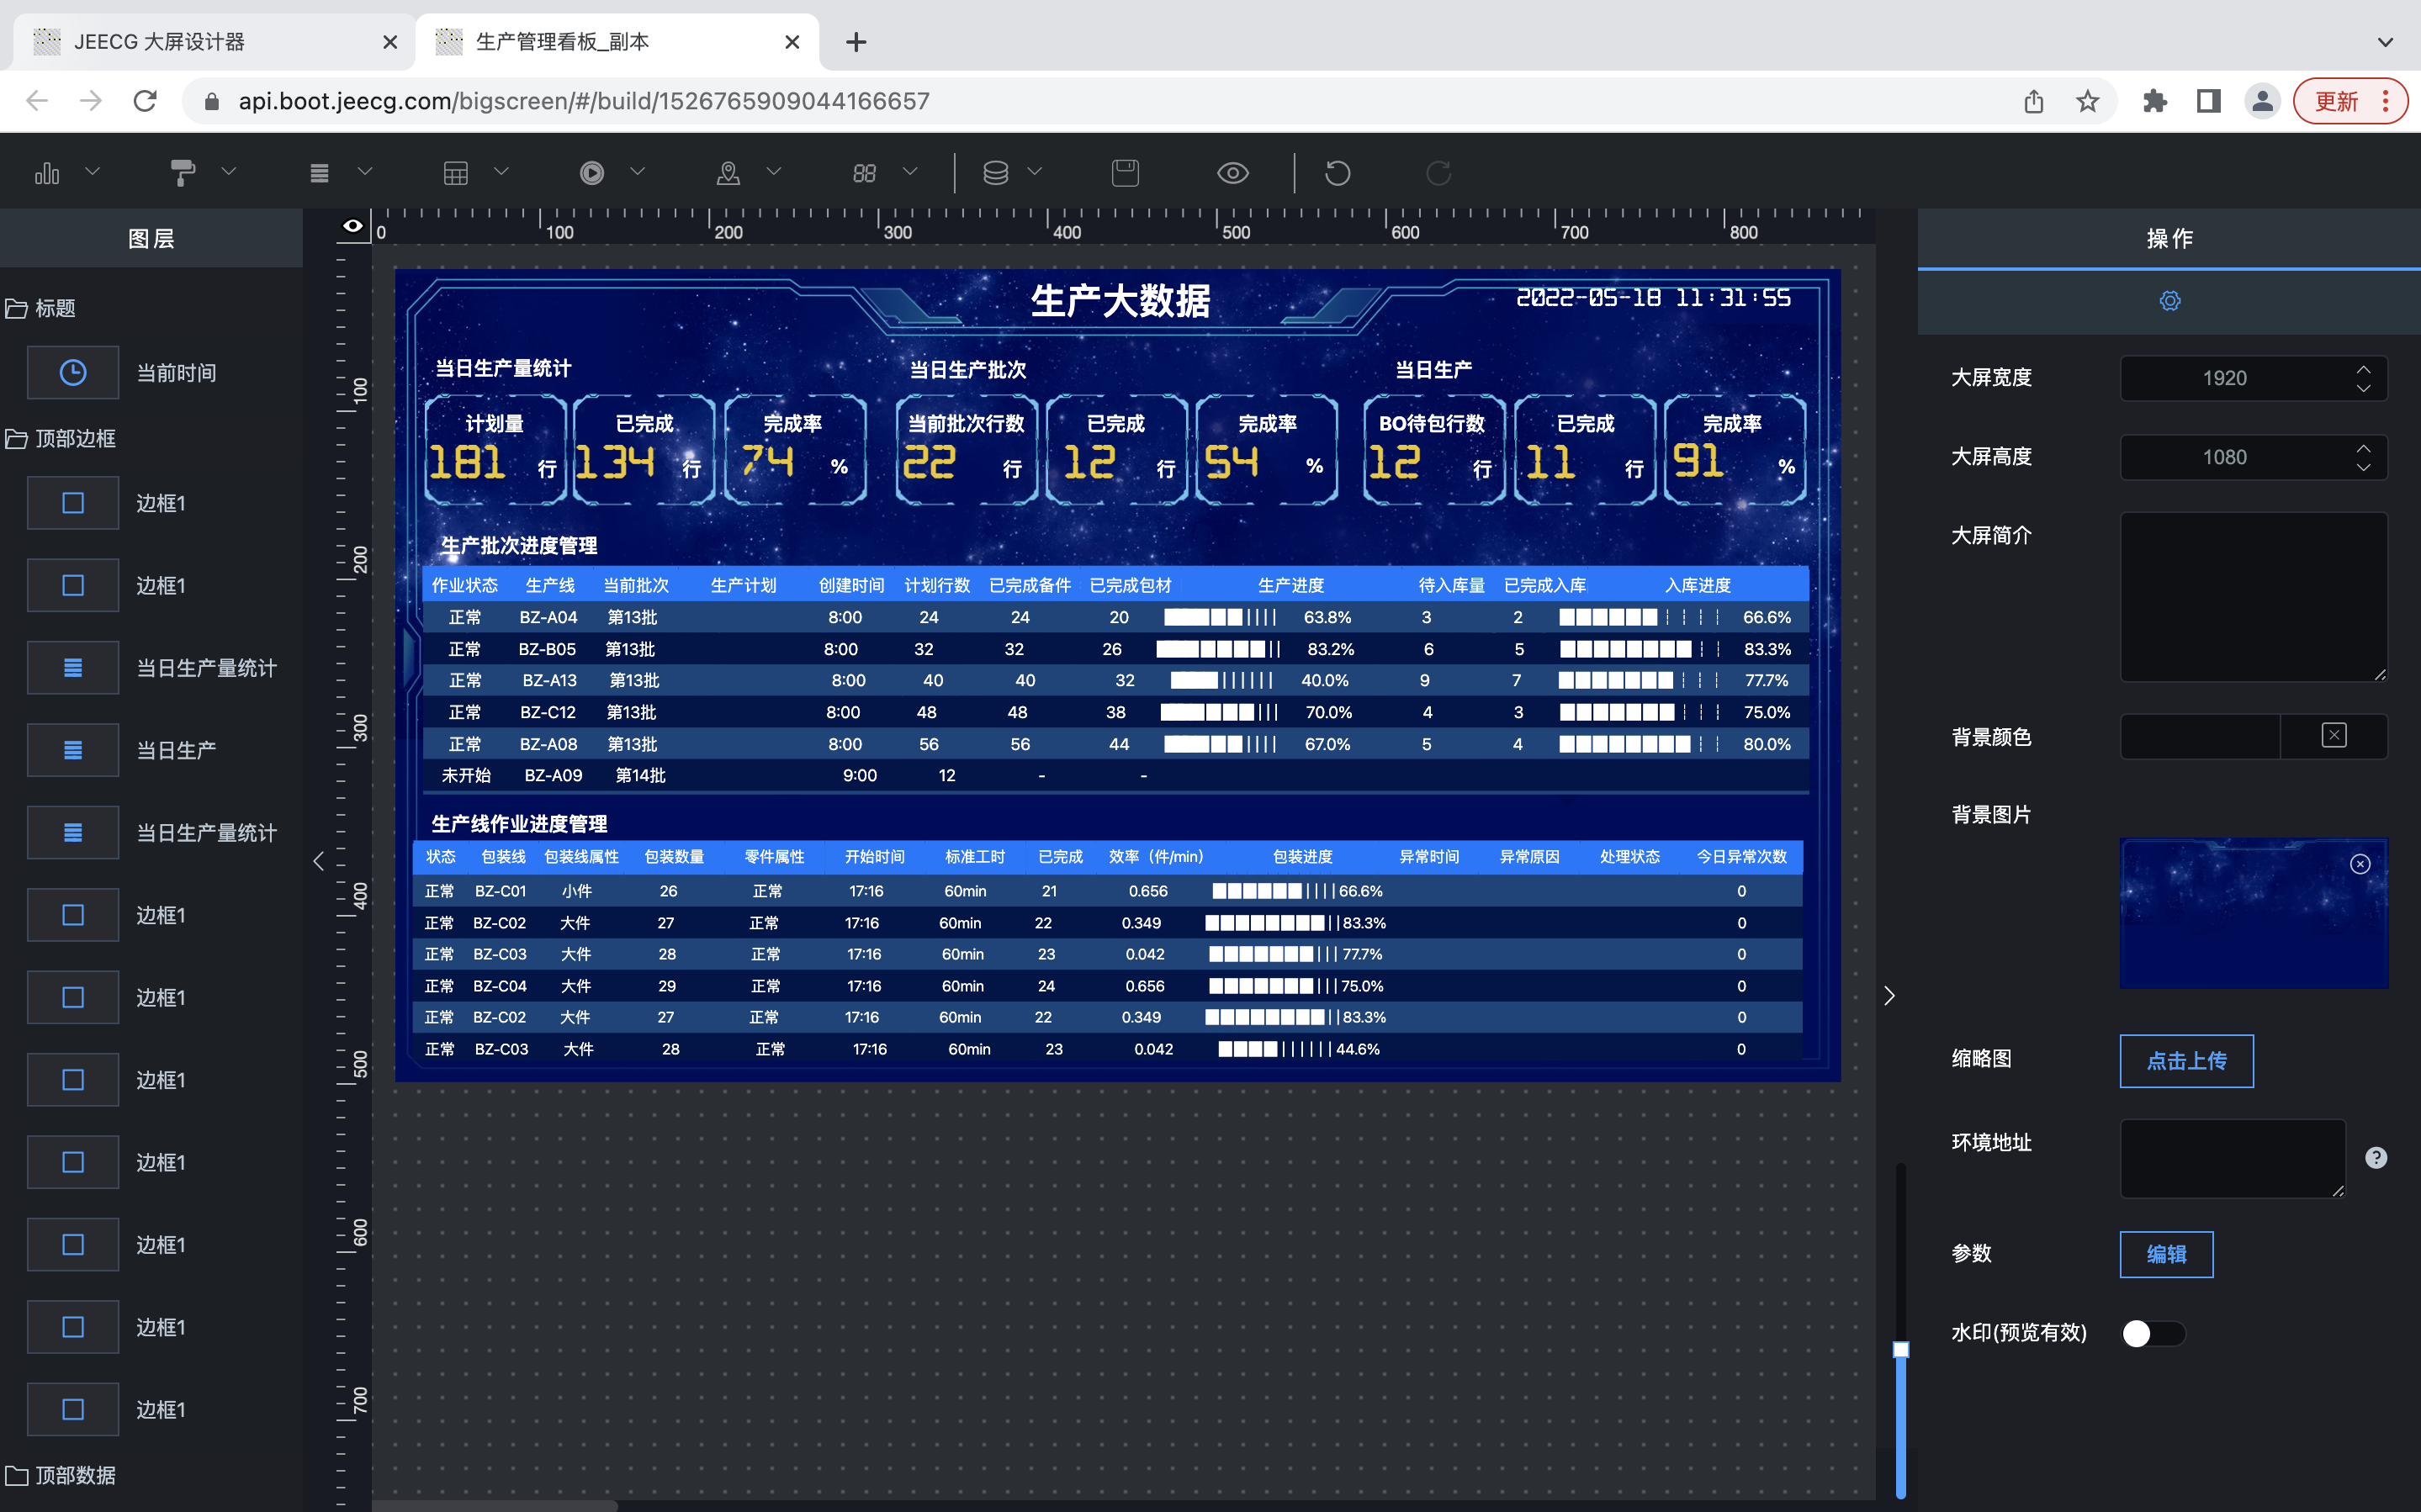 JEECG 大屏设计器
生产管理看板_副本
api.boot.jeecg.com/bigscreen/#/build/1526765909044166657
更新
图层
标题
当前时间
顶部边框
边框1
边框1
当日生产量统计
当日生产
当日生产量统计
边框1
边框1
边框1
边框1
边框1
边框1
边框1
顶部数据
0 100 200 300 400 500 600 700 800
100
200
300
400
500
600
700
生产大数据
2022-05-18 11:31:55
当日生产量统计 当日生产批次 当日生产
计划量 已完成 完成率 当前批次行数 已完成 完成率 BO待包行数 已完成 完成率
181 行 134 行 74 % 22 行 12 行 54 % 12 行 11 行 91 %
生产批次进度管理
作业状态 生产线 当前批次 生产计划 创建时间 计划行数 已完成备件 已完成包材 生产进度 待入库量 已完成入库 入库进度
正常 BZ-A04 第13批 8:00 24 24 20 63.8% 3 2 66.6%
正常 BZ-B05 第13批 8:00 32 32 26 83.2% 6 5 83.3%
正常 BZ-A13 第13批 8:00 40 40 32 40.0% 9 7 77.7%
正常 BZ-C12 第13批 8:00 48 48 38 70.0% 4 3 75.0%
正常 BZ-A08 第13批 8:00 56 56 44 67.0% 5 4 80.0%
未开始 BZ-A09 第14批 9:00 12 - -
生产线作业进度管理
状态 包装线 包装线属性 包装数量 零件属性 开始时间 标准工时 已完成 效率（件/min） 包装进度 异常时间 异常原因 处理状态 今日异常次数
正常 BZ-C01 小件 26 正常 17:16 60min 21 0.656 66.6% 0
正常 BZ-C02 大件 27 正常 17:16 60min 22 0.349 83.3% 0
正常 BZ-C03 大件 28 正常 17:16 60min 23 0.042 77.7% 0
正常 BZ-C04 大件 29 正常 17:16 60min 24 0.656 75.0% 0
正常 BZ-C02 大件 27 正常 17:16 60min 22 0.349 83.3% 0
正常 BZ-C03 大件 28 正常 17:16 60min 23 0.042 44.6% 0
操作
大屏宽度 1920
大屏高度 1080
大屏简介
背景颜色
背景图片
缩略图 点击上传
环境地址
参数 编辑
水印(预览有效)